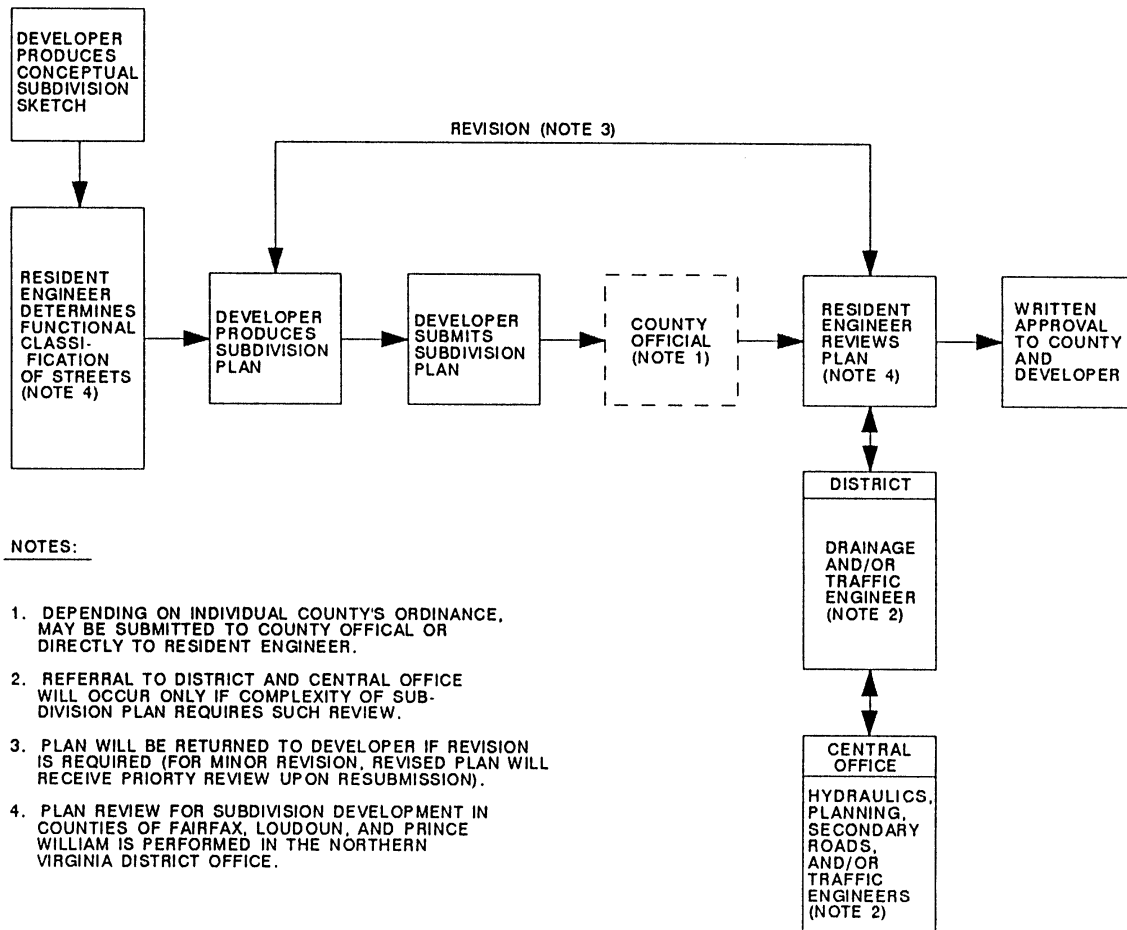 DEVELOPER
PRODUCES
CONCEPTUAL
SUBDIVISION
SKETCH
REVISION (NOTE 3)
RESIDENT
ENGINEER
DETERMINES
FUNCTIONAL
CLASSI-
FICATION
OF STREETS
(NOTE 4)
DEVELOPER
PRODUCES
SUBDIVISION
PLAN
DEVELOPER
SUBMITS
SUBDIVISION
PLAN
COUNTY
OFFICIAL
(NOTE 1)
RESIDENT
ENGINEER
REVIEWS
PLAN
(NOTE 4)
WRITTEN
APPROVAL
TO COUNTY
AND
DEVELOPER
DISTRICT
DRAINAGE
AND/OR
TRAFFIC
ENGINEER
(NOTE 2)
CENTRAL
OFFICE
HYDRAULICS,
PLANNING,
SECONDARY
ROADS,
AND/OR
TRAFFIC
ENGINEERS
(NOTE 2)
NOTES:
1. DEPENDING ON INDIVIDUAL COUNTY'S ORDINANCE,
MAY BE SUBMITTED TO COUNTY OFFICAL OR
DIRECTLY TO RESIDENT ENGINEER.
2. REFERRAL TO DISTRICT AND CENTRAL OFFICE
WILL OCCUR ONLY IF COMPLEXITY OF SUB-
DIVISION PLAN REQUIRES SUCH REVIEW.
3. PLAN WILL BE RETURNED TO DEVELOPER IF REVISION
IS REQUIRED (FOR MINOR REVISION, REVISED PLAN WILL
RECEIVE PRIORTY REVIEW UPON RESUBMISSION).
4. PLAN REVIEW FOR SUBDIVISION DEVELOPMENT IN
COUNTIES OF FAIRFAX, LOUDOUN, AND PRINCE
WILLIAM IS PERFORMED IN THE NORTHERN
VIRGINIA DISTRICT OFFICE.